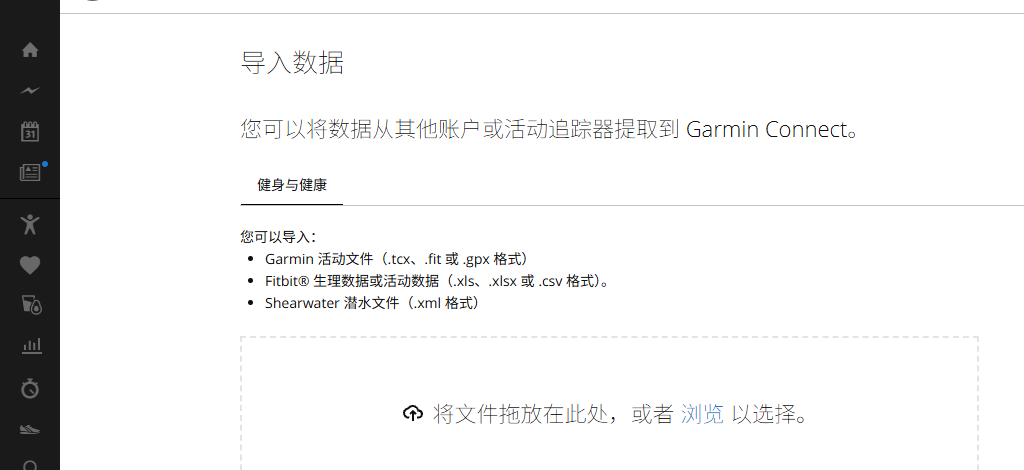 导入数据
您可以将数据从其他账户或活动追踪器提取到 Garmin Connect。
健身与健康
您可以导入：
Garmin 活动文件（.tcx、.fit 或 .gpx 格式）
Fitbit® 生理数据或活动数据（.xls、.xlsx 或 .csv 格式）。
Shearwater 潜水文件（.xml 格式）
将文件拖放在此处，或者 浏览 以选择。
31